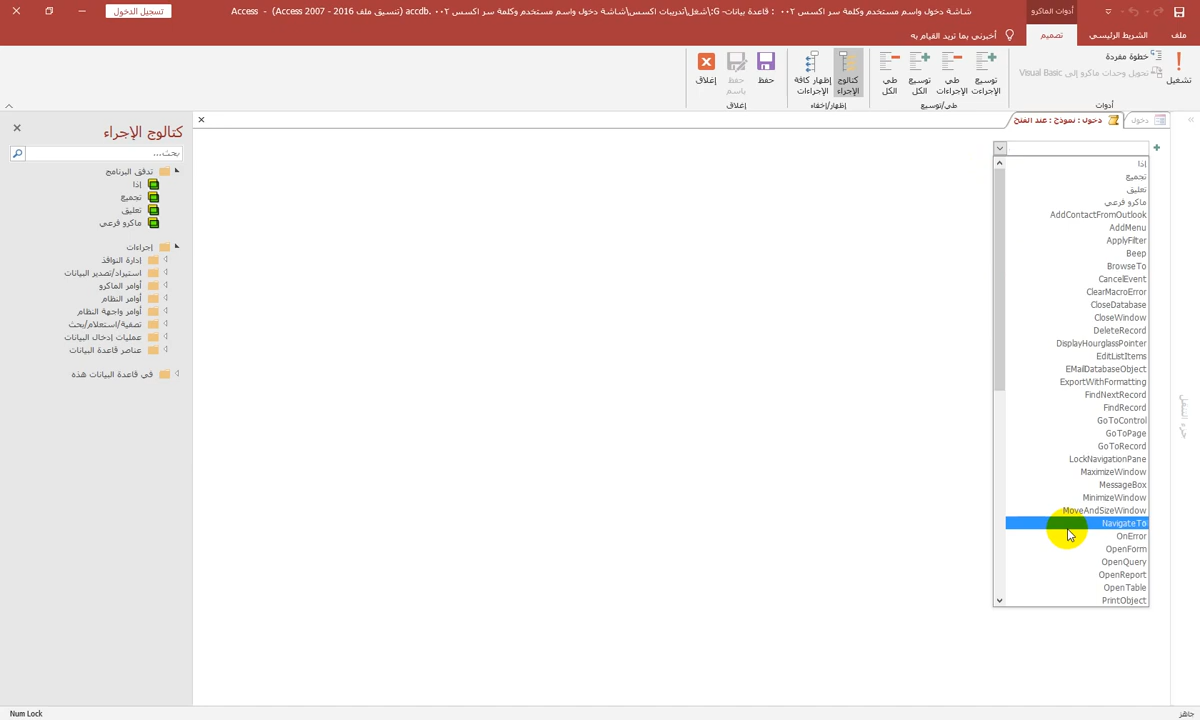 شاشة دخول واسم مستخدم وكلمة سر اكسس ٠٠٢ : قاعدة بيانات- G:\شغل\تدريبات اكسس\شاشة دخول واسم مستخدم وكلمة سر اكسس ٠٠٢ .accdb (تنسيق ملف Access 2007 - 2016) - Access
أدوات الماكرو
تسجيل الدخول
ملف
الشريط الرئيسي
تصميم
أخبرني بما تريد القيام به
تشغيل
خطوة مفردة
تحويل وحدات ماكرو إلى Visual Basic
أدوات
توسيع الإجراءات
طي الإجراءات
توسيع الكل
طي الكل
طي/توسيع
كتالوج الإجراء
إظهار كافة الإجراءات
إظهار/إخفاء
حفظ
حفظ باسم
إغلاق
إغلاق
دخول
دخول : نموذج : عند الفتح
جزء التنقل
إذا
تجميع
تعليق
ماكرو فرعي
AddContactFromOutlook
AddMenu
ApplyFilter
Beep
BrowseTo
CancelEvent
ClearMacroError
CloseDatabase
CloseWindow
DeleteRecord
DisplayHourglassPointer
EditListItems
EMailDatabaseObject
ExportWithFormatting
FindNextRecord
FindRecord
GoToControl
GoToPage
GoToRecord
LockNavigationPane
MaximizeWindow
MessageBox
MinimizeWindow
MoveAndSizeWindow
NavigateTo
OnError
OpenForm
OpenQuery
OpenReport
OpenTable
PrintObject
كتالوج الإجراء
بحث...
تدفق البرنامج
إذا
تجميع
تعليق
ماكرو فرعي
إجراءات
إدارة النوافذ
استيراد/تصدير البيانات
أوامر الماكرو
أوامر النظام
أوامر واجهة النظام
تصفية/استعلام/بحث
عمليات إدخال البيانات
عناصر قاعدة البيانات
في قاعدة البيانات هذه
جاهز
Num Lock